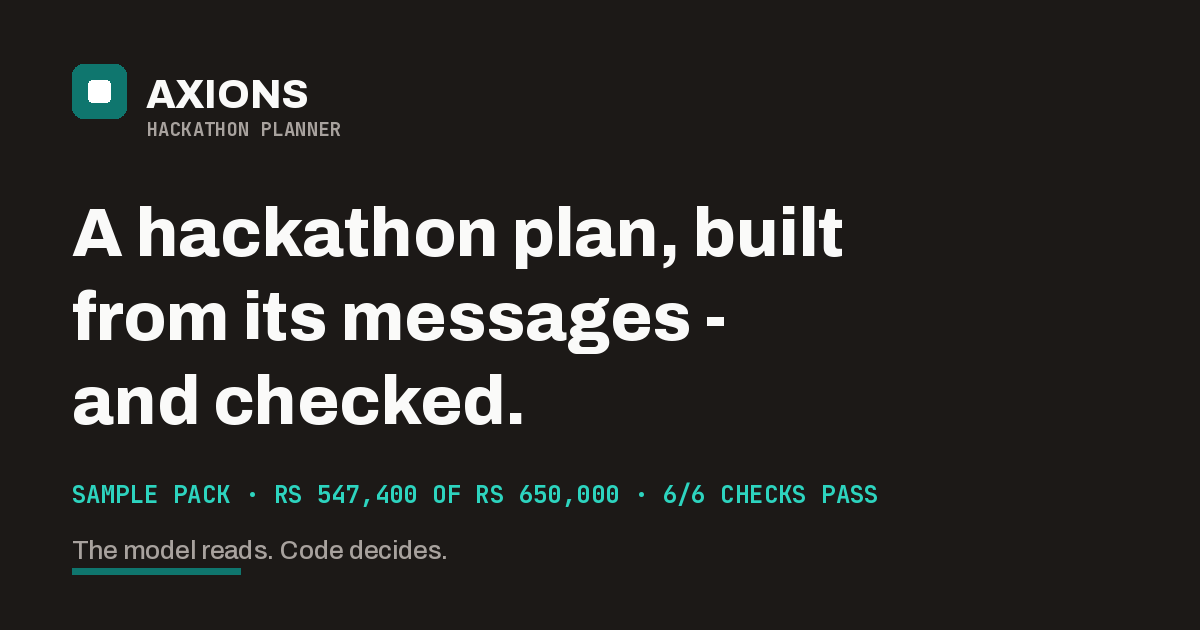 AXIONS
HACKATHON PLANNER
A hackathon plan, built
from its messages -
and checked.
SAMPLE PACK · RS 547,400 OF RS 650,000 · 6/6 CHECKS PASS
The model reads. Code decides.